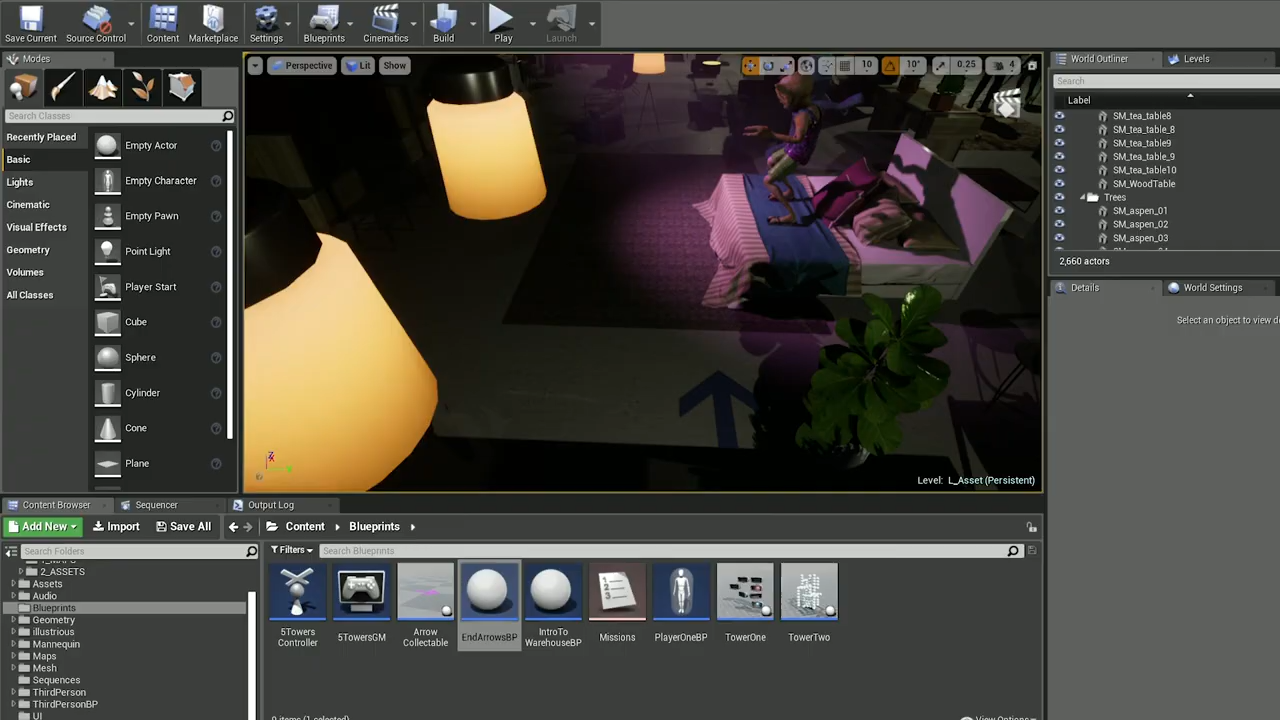 Save Current
Source Control
Content
Marketplace
Settings
Blueprints
Cinematics
Build
Play
Launch
Modes
Search Classes
Recently Placed
Basic
Lights
Cinematic
Visual Effects
Geometry
Volumes
All Classes
Empty Actor
Empty Character
Empty Pawn
Point Light
Player Start
Cube
Sphere
Cylinder
Cone
Plane
Perspective
Lit
Show
10
10°
0.25
4
Level: L_Asset (Persistent)
World Outliner
Levels
Search
Label
SM_tea_table8
SM_tea_table_8
SM_tea_table9
SM_tea_table_9
SM_tea_table10
SM_WoodTable
Trees
SM_aspen_01
SM_aspen_02
SM_aspen_03
2,660 actors
Details
World Settings
Select an object to view d
Content Browser
Sequencer
Output Log
Add New
Import
Save All
Content
Blueprints
Search Folders
Filters
Search Blueprints
2_ASSETS
Assets
Audio
Blueprints
Geometry
illustrious
Mannequin
Maps
Mesh
Sequences
ThirdPerson
ThirdPersonBP
UI
5Towers
Controller
5TowersGM
Arrow
Collectable
EndArrowsBP
IntroTo
WarehouseBP
Missions
PlayerOneBP
TowerOne
TowerTwo
9 items (1 selected)
View Options